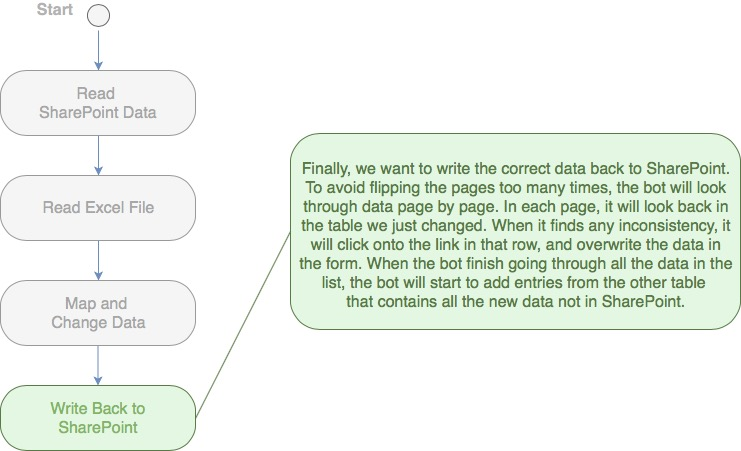 Start
Read
SharePoint Data
Read Excel File
Map and
Change Data
Write Back to
SharePoint
Finally, we want to write the correct data back to SharePoint.
To avoid flipping the pages too many times, the bot will look
through data page by page. In each page, it will look back in
the table we just changed. When it finds any inconsistency, it
will click onto the link in that row, and overwrite the data in
the form. When the bot finish going through all the data in the
list, the bot will start to add entries from the other table
that contains all the new data not in SharePoint.